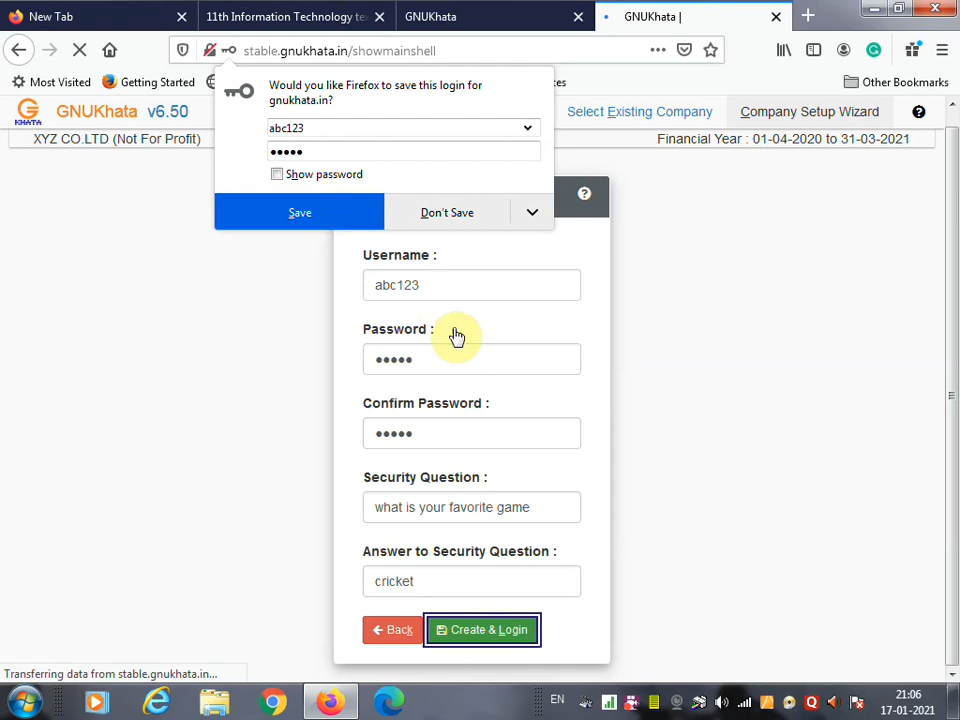 New Tab
11th Information Technology te
GNUKhata
GNUKhata |
stable.gnukhata.in/showmainshell
Most Visited
Getting Started
es
Other Bookmarks
Would you like Firefox to save this login for
gnukhata.in?
abc123
●●●●●
Show password
Save
Don't Save
KHATA
GNUKhata v6.50
Select Existing Company
Company Setup Wizard
XYZ CO.LTD (Not For Profit)
Financial Year : 01-04-2020 to 31-03-2021
Username :
abc123
Password :
●●●●●
Confirm Password :
●●●●●
Security Question :
what is your favorite game
Answer to Security Question :
cricket
Back
Create & Login
Transferring data from stable.gnukhata.in...
EN
21:06
17-01-2021